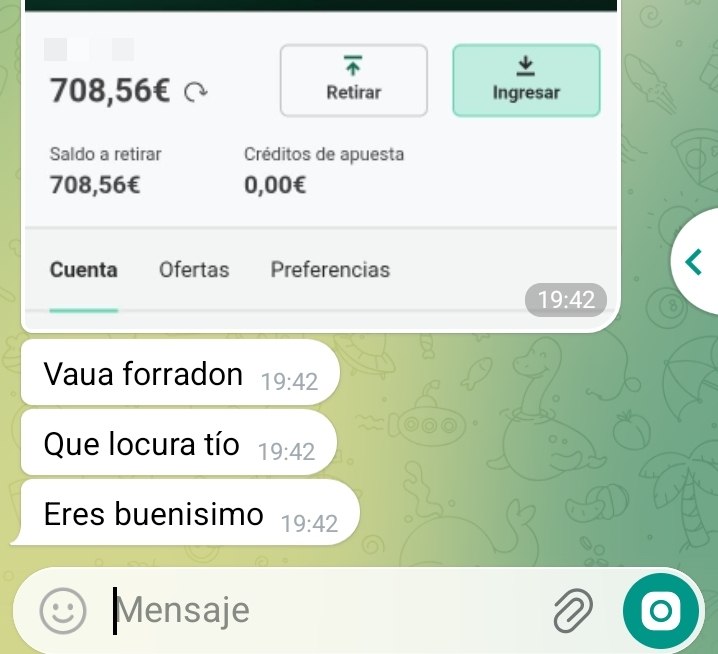 708,56€
Retirar
Ingresar
Saldo a retirar
Créditos de apuesta
708,56€
0,00€
Cuenta
Ofertas
Preferencias
19:42
Vaua forradon 19:42
Que locura tío 19:42
Eres buenisimo 19:42
Mensaje